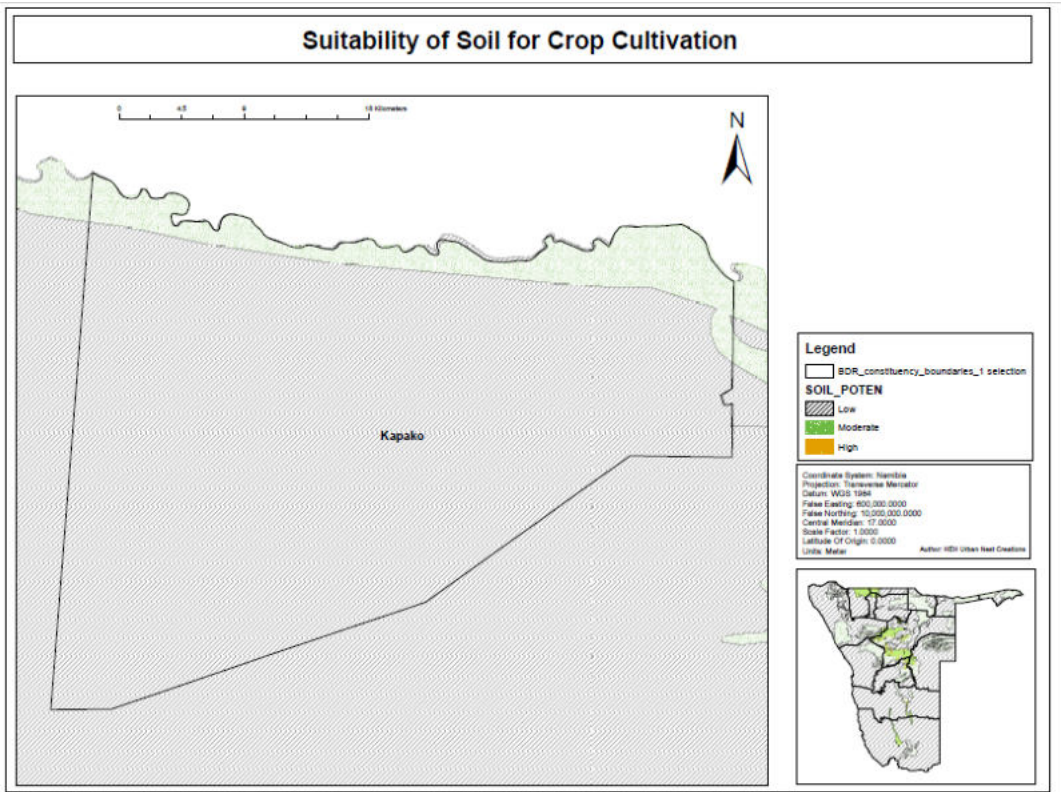 Suitability of Soil for Crop Cultivation
0 4.5 9 18 Kilometers
N
Kapako
Legend
BDR_constituency_boundaries_1 selection
SOIL_POTEN
Low
Moderate
High
Coordinate System: Namibia
Projection: Transverse Mercator
Datum: WGS 1984
False Easting: 600,000.0000
False Northing: 10,000,000.0000
Central Meridian: 17.0000
Scale Factor: 1.0000
Latitude Of Origin: 0.0000
Units: Meter
Author: Urban Nest Creations